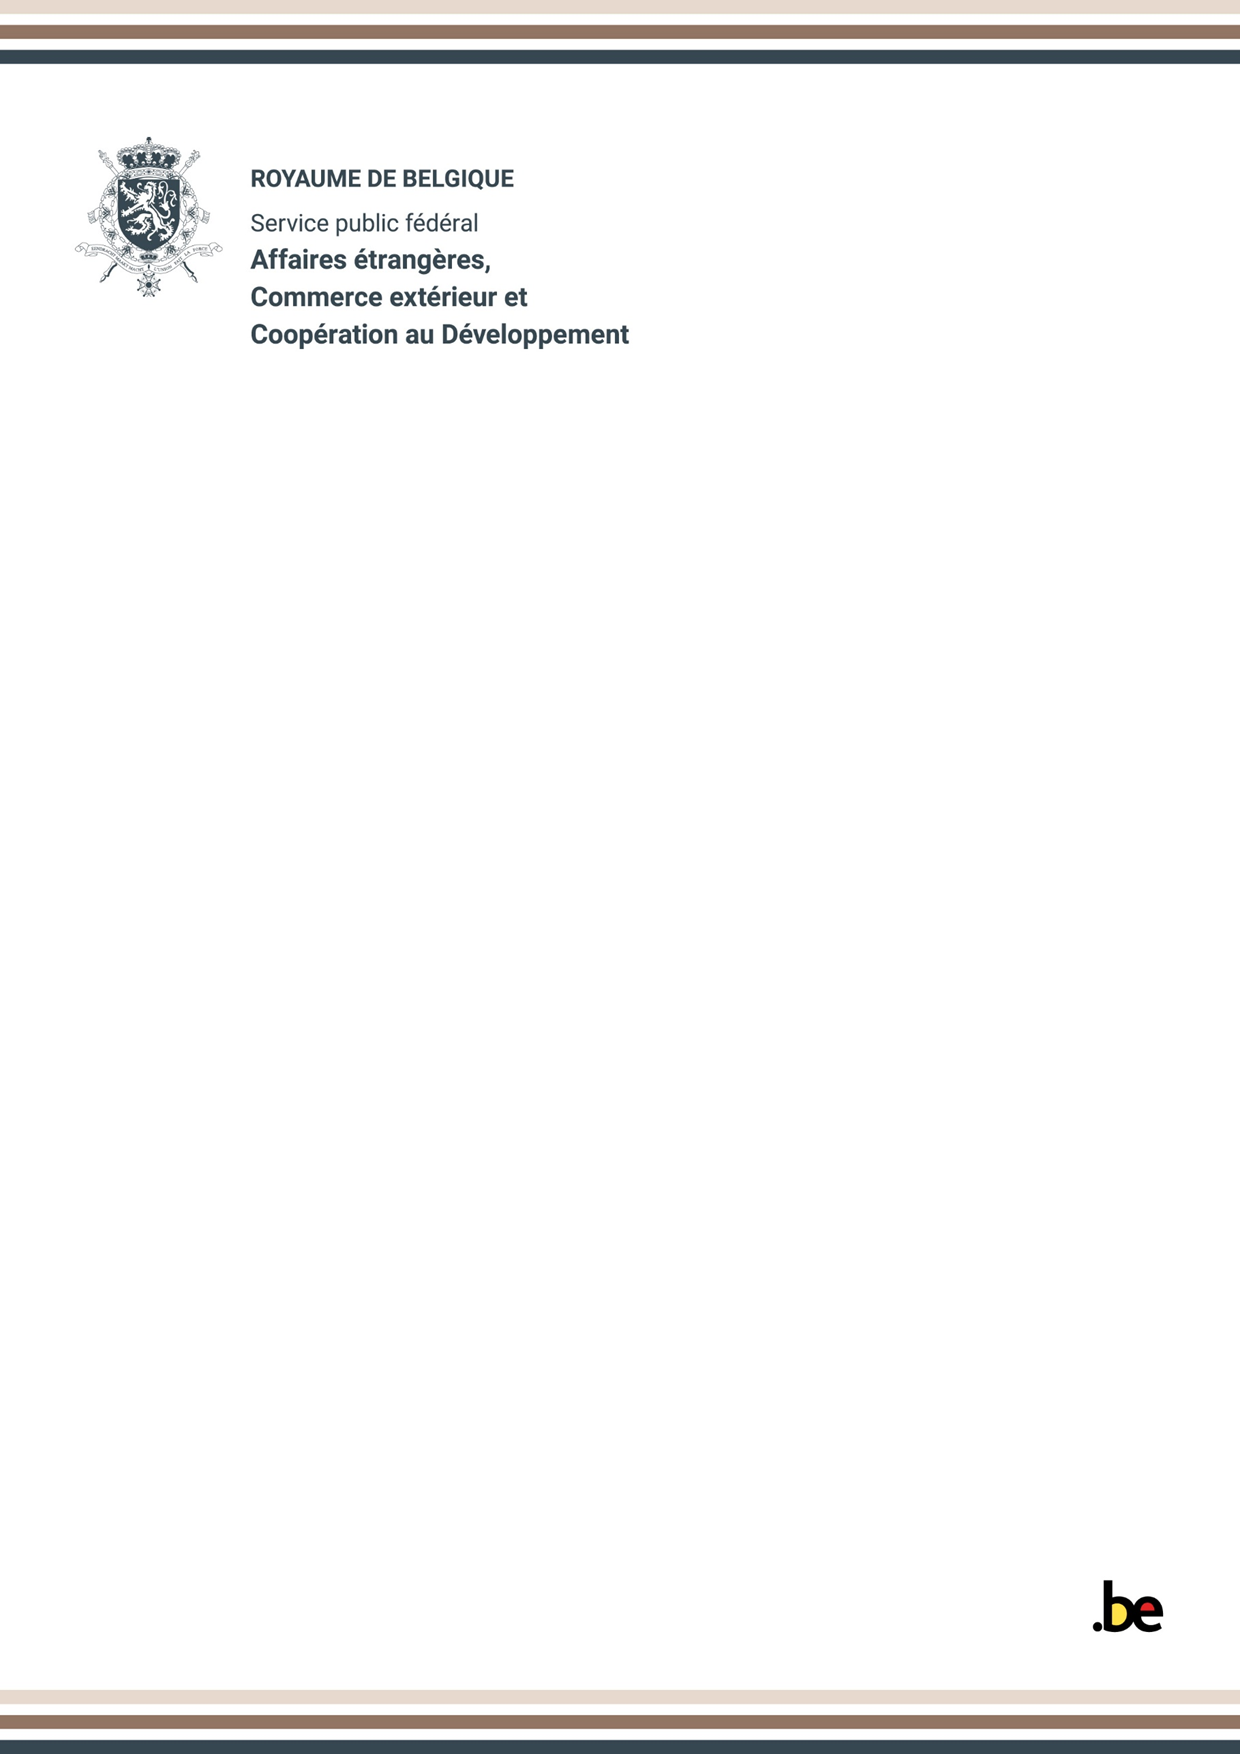 ROYAUME DE BELGIQUE
Service public fédéral
Affaires étrangères,
Commerce extérieur et
Coopération au Développement
.be